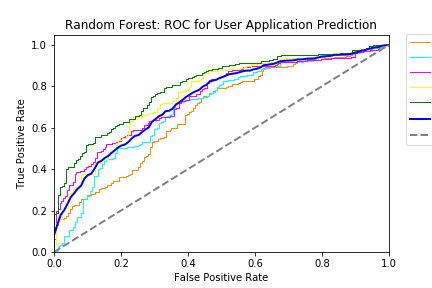 Random Forest: ROC for User Application Prediction
True Positive Rate
1.0
0.8
0.6
0.4
0.2
0.0
0.0 0.2 0.4 0.6 0.8 1.0
False Positive Rate